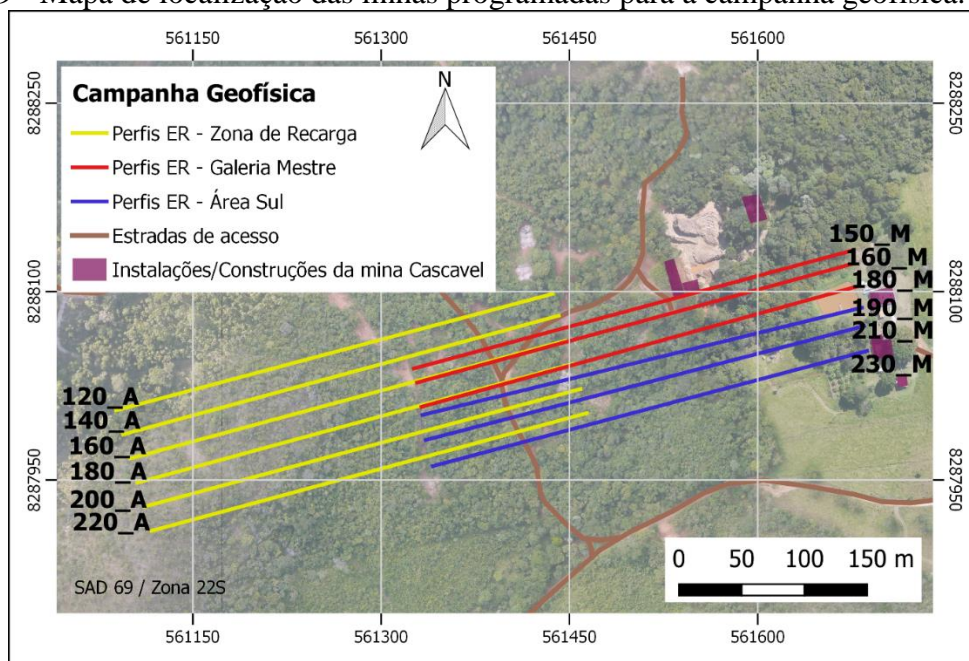 Mapa de localização das linhas programadas para a campanha geofísica.
561150 561300 561450 561600
8288250 8288250
Campanha Geofísica
N
Perfis ER - Zona de Recarga
Perfis ER - Galeria Mestre
Perfis ER - Área Sul
Estradas de acesso
Instalações/Construções da mina Cascavel
150_M
160_M
180_M
8288100 8288100
190_M
210_M
230_M
120_A
140_A
160_A
180_A
200_A
220_A
8287950 8287950
0 50 100 150 m
SAD 69 / Zona 22S
561150 561300 561450 561600